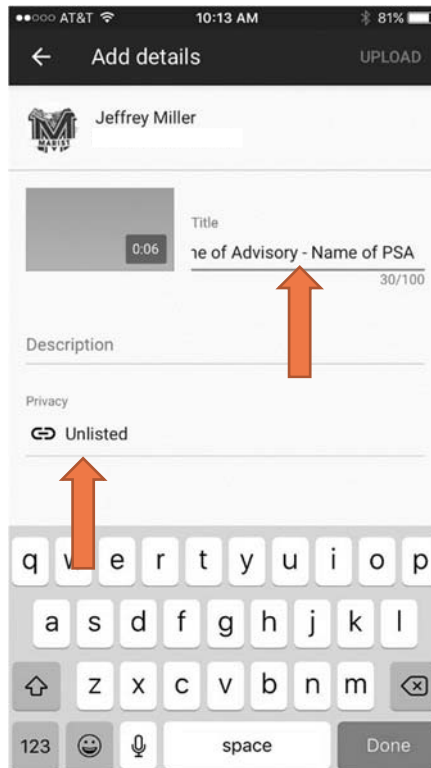 AT&T 10:13 AM 81%
Add details UPLOAD
M
MARIST
Jeffrey Miller
0:06
Title
ne of Advisory - Name of PSA
30/100
Description
Privacy
Unlisted
q w e r t y u i o p
a s d f g h j k l
z x c v b n m
123 space Done